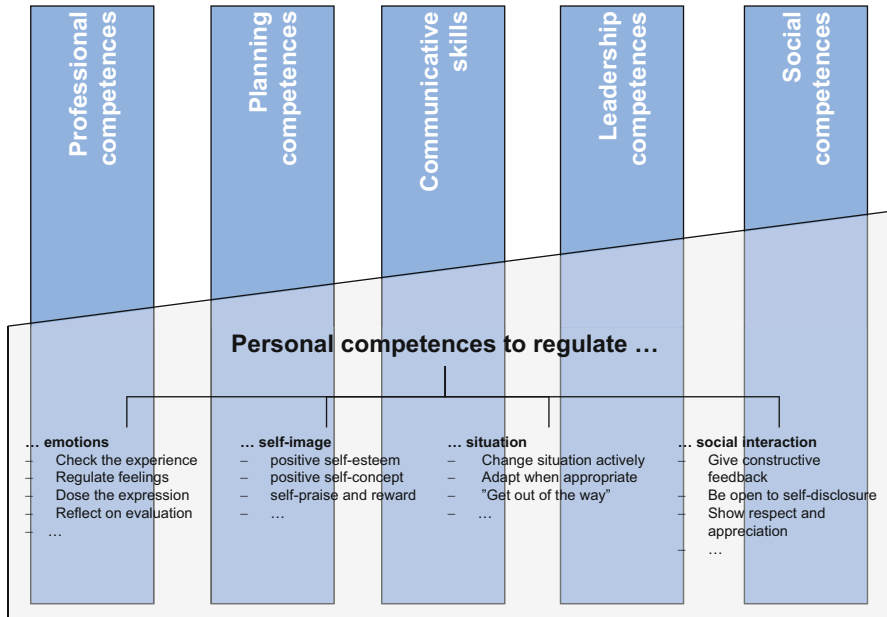 Professional
competences
Planning
competences
Communicative
skills
Leadership
competences
Social
competences
Personal competences to regulate …
… emotions
– Check the experience
– Regulate feelings
– Dose the expression
– Reflect on evaluation
– …
… self-image
– positive self-esteem
– positive self-concept
– self-praise and reward
– …
… situation
– Change situation actively
– Adapt when appropriate
– ”Get out of the way”
– …
… social interaction
– Give constructive
feedback
– Be open to self-disclosure
– Show respect and
appreciation
– …